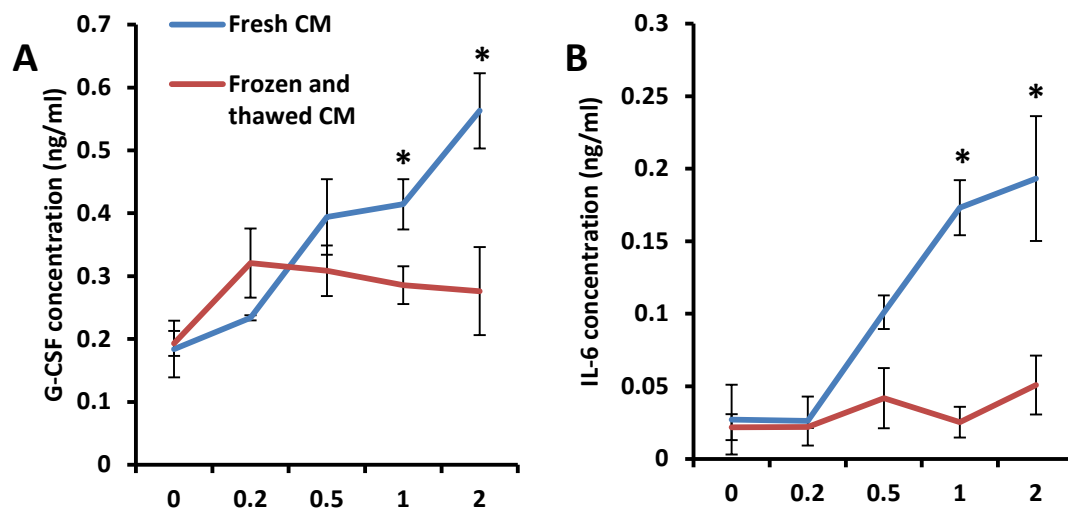 A
G-CSF concentration (ng/ml)
0.7
0.6
0.5
0.4
0.3
0.2
0.1
0
Fresh CM
Frozen and
thawed CM
*
*
0 0.2 0.5 1 2
B
IL-6 concentration (ng/ml)
0.3
0.25
0.2
0.15
0.1
0.05
0
*
*
0 0.2 0.5 1 2